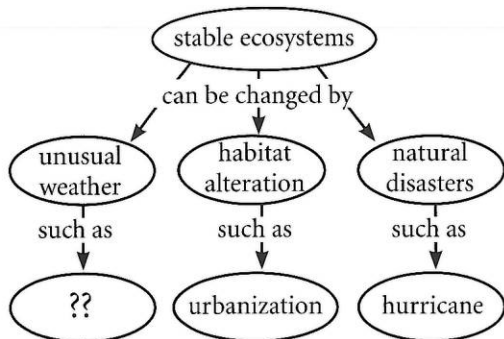 stable ecosystems
can be changed by
unusual
weather
habitat
alteration
natural
disasters
such as
such as
such as
??
urbanization
hurricane